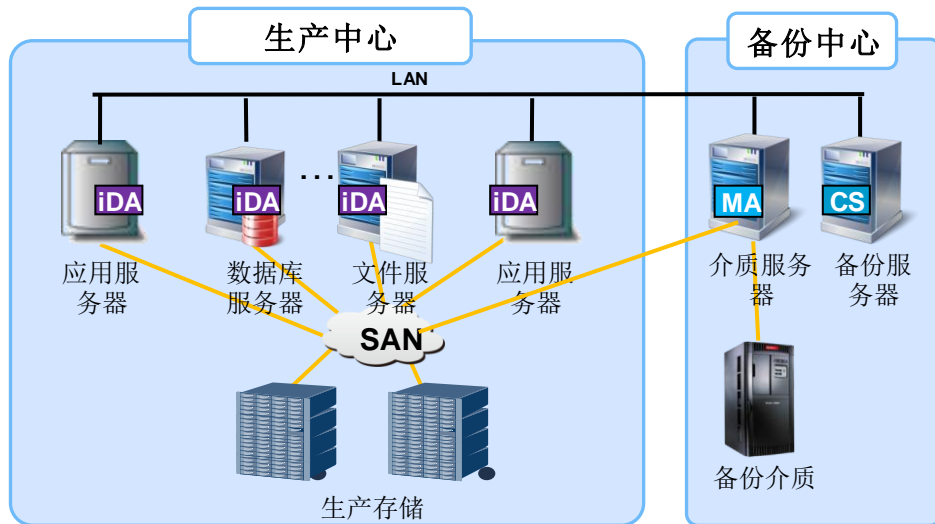 生产中心
备份中心
LAN
iDA
iDA
...
iDA
iDA
MA
CS
应用服
务器
数据库
服务器
文件服
务器
应用服
务器
介质服务
器
备份服
务器
SAN
生产存储
备份介质